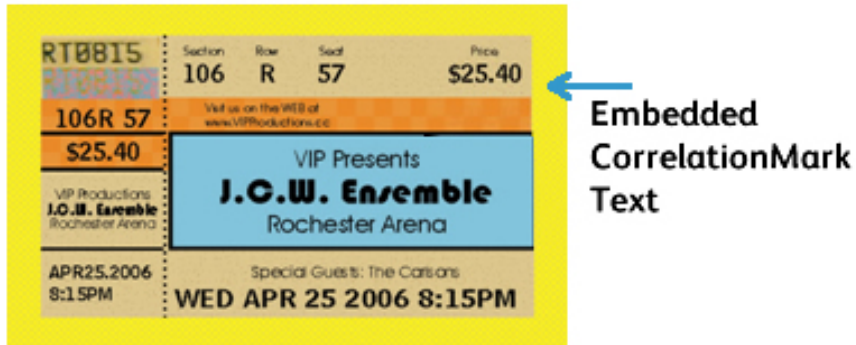 RT0815
Section Row Seat Price
106 R 57 $25.40
106R 57
Visit us on the WEB at
www.VIPProductions.cc
$25.40
VIP Presents
J.C.W. Ensemble
Rochester Arena
VIP Productions
J.C.W. Ensemble
Rochester Arena
APR25.2006
8:15PM
Special Guests: The Carsons
WED APR 25 2006 8:15PM
Embedded
CorrelationMark
Text